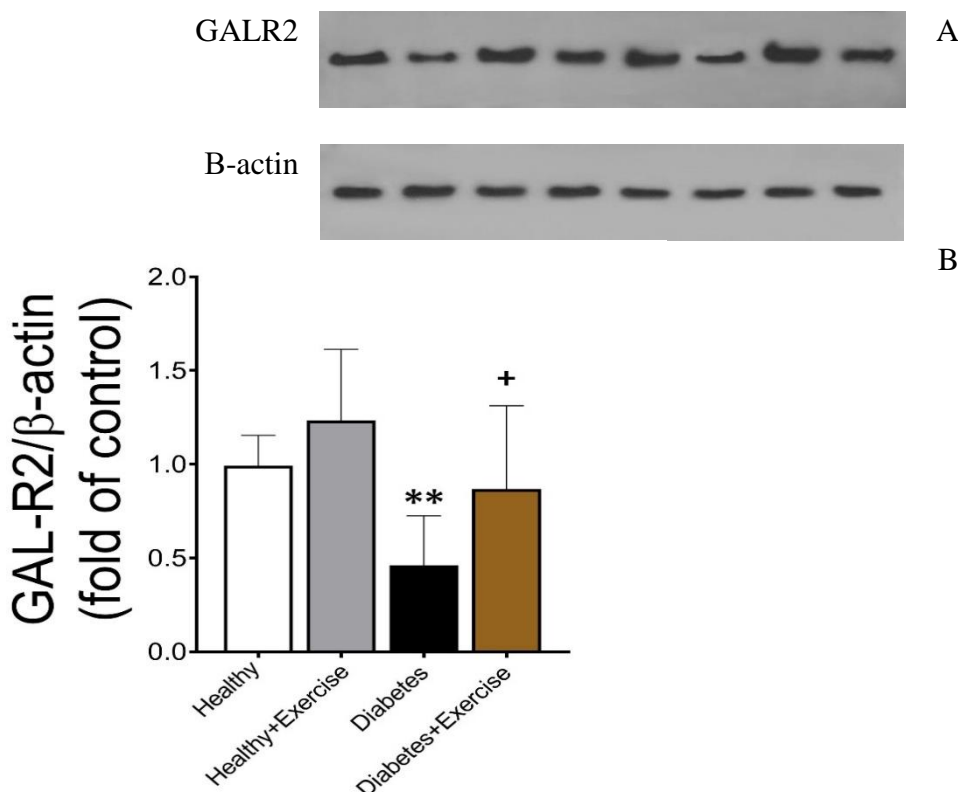 GALR2
A
B-actin
B
GAL-R2/β-actin
(fold of control)
2.0
1.5
1.0
0.5
0.0
**
+
Healthy
Healthy+Exercise
Diabetes
Diabetes+Exercise